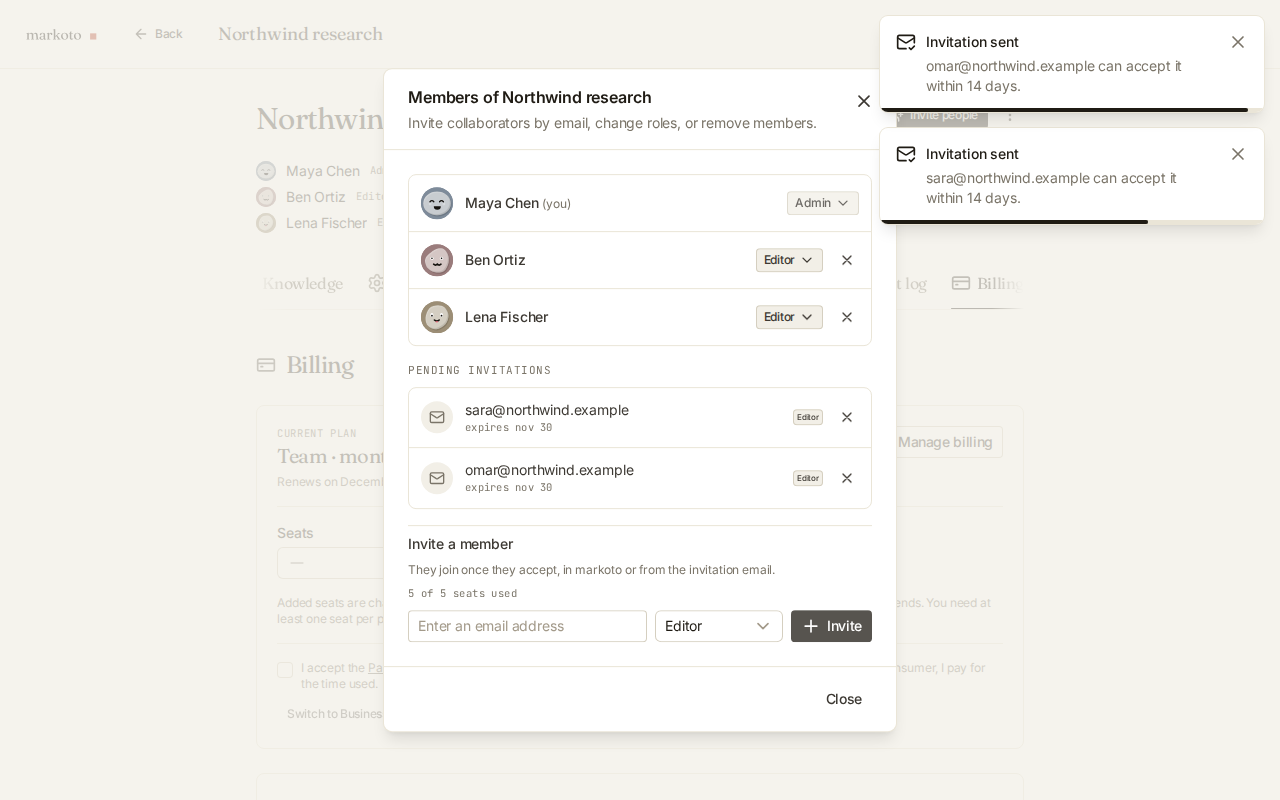 markoto
Back
Northwind research
Invitation sent
omar@northwind.example can accept it
within 14 days.
Invitation sent
sara@northwind.example can accept it
within 14 days.
Invite people
Members of Northwind research
Invite collaborators by email, change roles, or remove members.
Maya Chen (you)
Admin
Ben Ortiz
Editor
Lena Fischer
Editor
PENDING INVITATIONS
sara@northwind.example
expires nov 30
Editor
omar@northwind.example
expires nov 30
Editor
Invite a member
They join once they accept, in markoto or from the invitation email.
5 of 5 seats used
Enter an email address
Editor
Invite
Close
Maya Chen
Ben Ortiz
Lena Fischer
Knowledge
log
Billing
Billing
CURRENT PLAN
Team ·
Renews on
Manage billing
Seats
—
Added seats are
ends. You need at
least one seat per
I accept the
I pay for
the time used.
Switch to